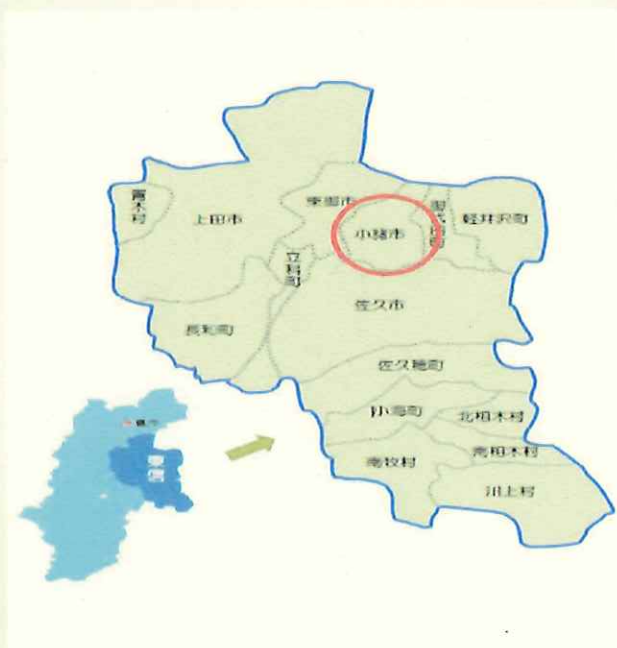 青木村
上田市
東御市
小諸市
御代田町
軽井沢町
立科町
佐久市
長和町
佐久穂町
小海町
北相木村
南牧村
南相木村
川上村
東信